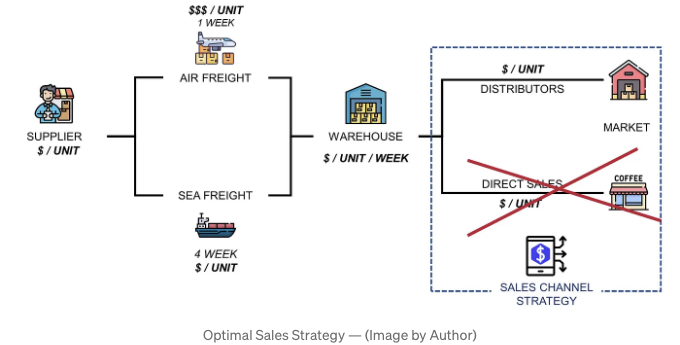 $$$ / UNIT
1 WEEK
AIR FREIGHT
SUPPLIER
$ / UNIT
SEA FREIGHT
4 WEEK
$ / UNIT
WAREHOUSE
$ / UNIT / WEEK
$ / UNIT
DISTRIBUTORS
MARKET
DIRECT SALES
$ / UNIT
COFFEE
$
SALES CHANNEL
STRATEGY
Optimal Sales Strategy — (Image by Author)